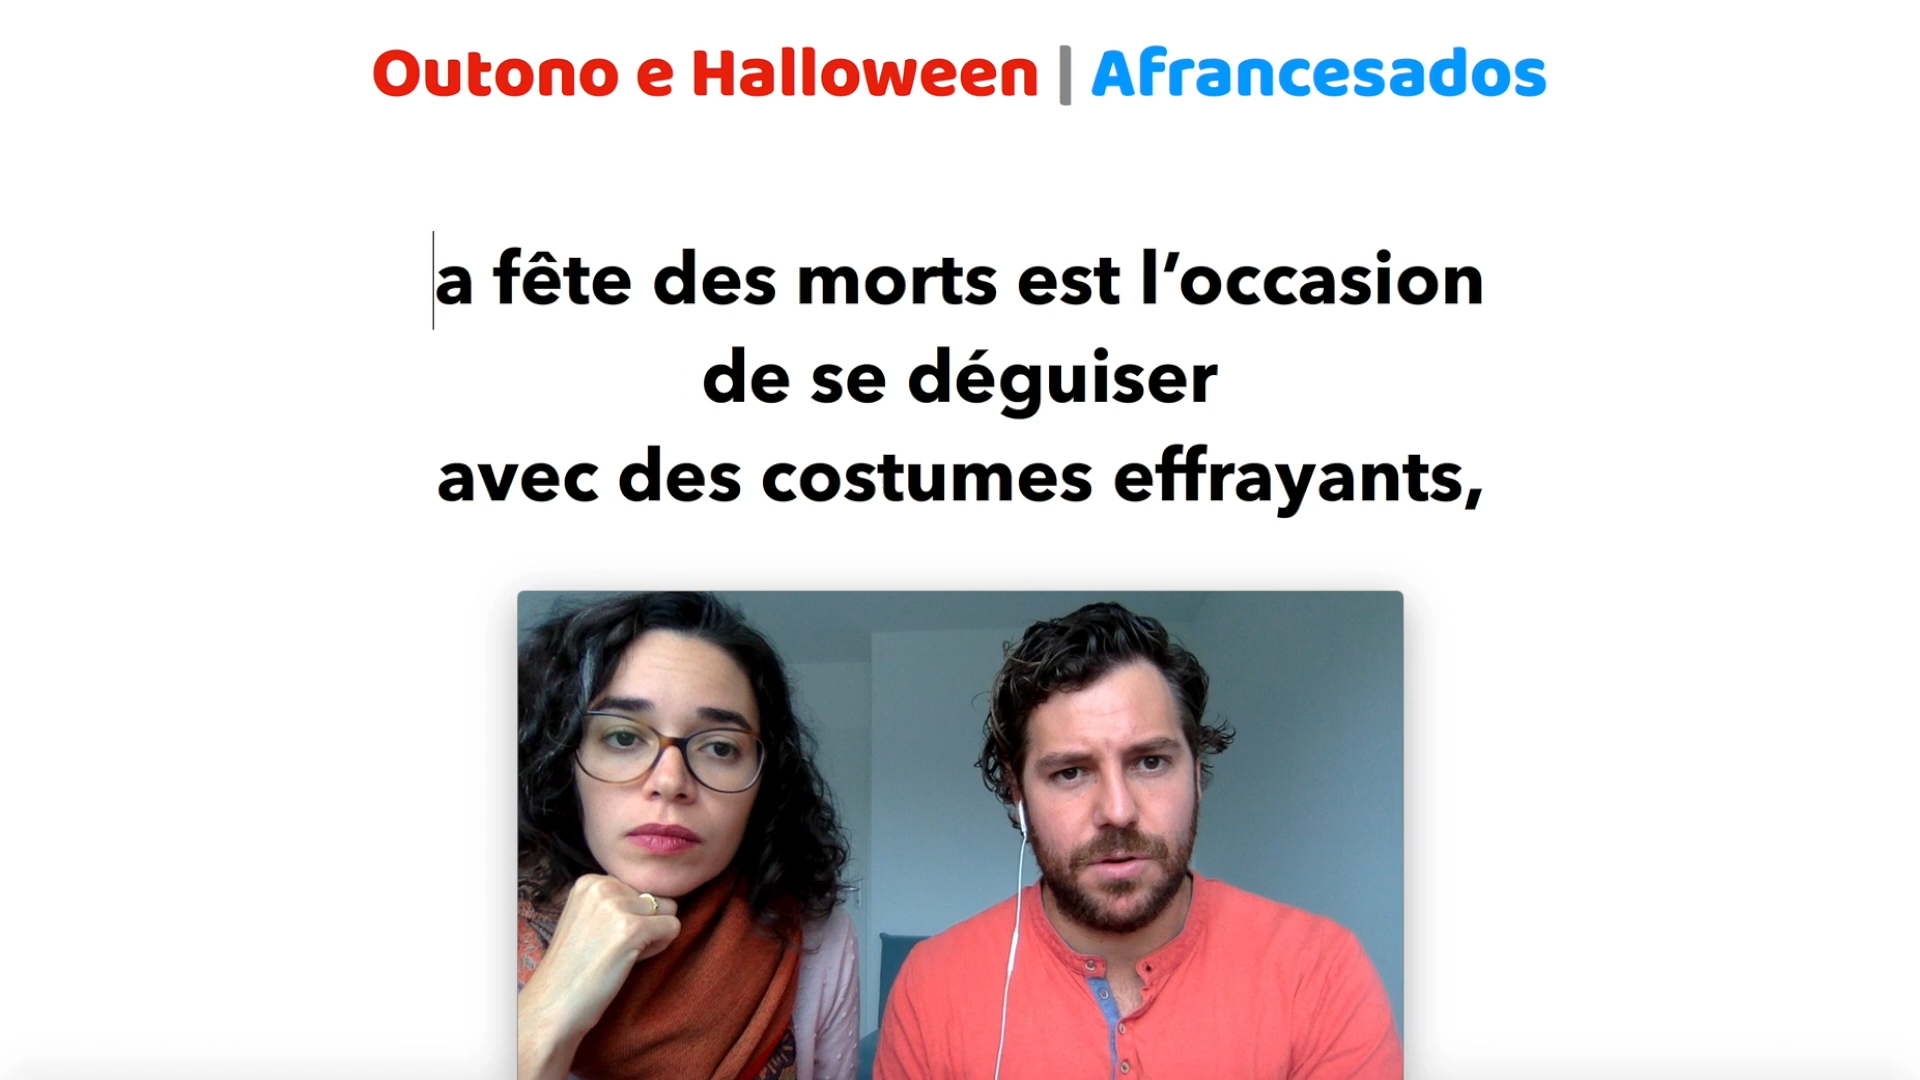 Outono e Halloween | Afrancesados
a fête des morts est l’occasion
de se déguiser
avec des costumes effrayants,